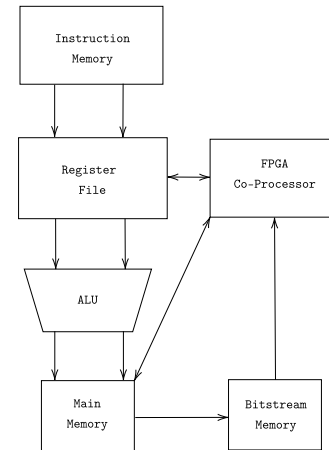 Instruction
Memory
Register
File
FPGA
Co-Processor
ALU
Main
Memory
Bitstream
Memory